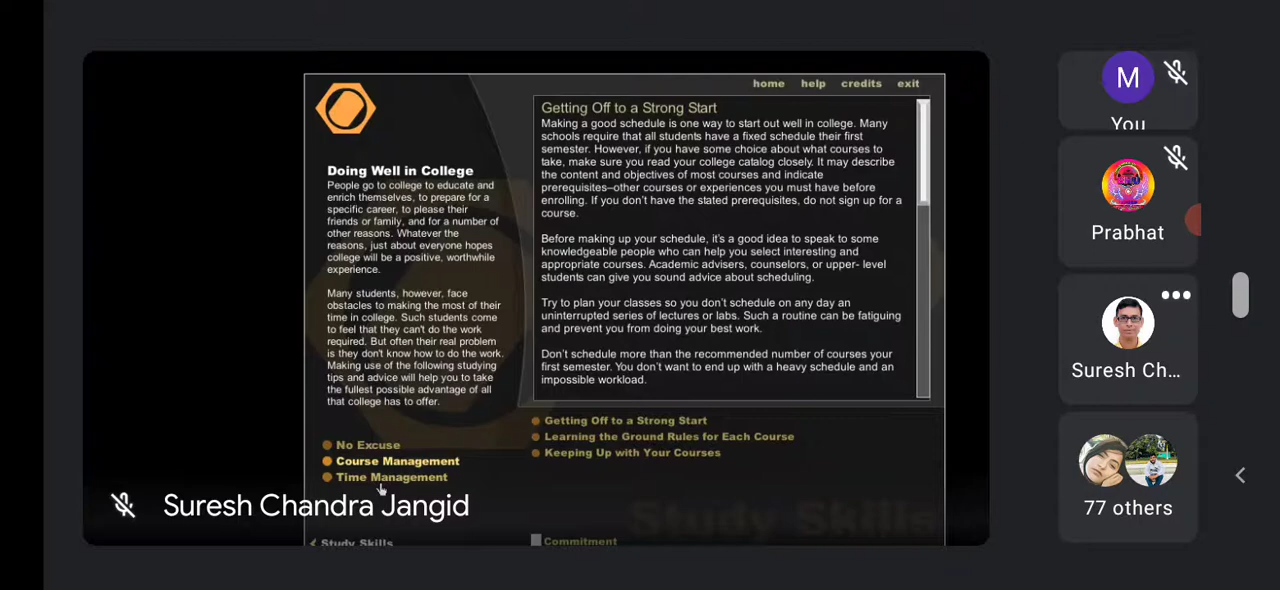 home help credits exit
Doing Well in College
People go to college to educate and
enrich themselves, to prepare for a
specific career, to please their
friends or family, and for a number of
other reasons. Whatever the
reasons, just about everyone hopes
college will be a positive, worthwhile
experience.
Many students, however, face
obstacles to making the most of their
time in college. Such students come
to feel that they can't do the work
required. But often their real problem
is they don't know how to do the work.
Making use of the following studying
tips and advice will help you to take
the fullest possible advantage of all
that college has to offer.
No Excuse
Course Management
Time Management
Getting Off to a Strong Start
Making a good schedule is one way to start out well in college. Many
schools require that all students have a fixed schedule their first
semester. However, if you have some choice about what courses to
take, make sure you read your college catalog closely. It may describe
the content and objectives of most courses and indicate
prerequisites–other courses or experiences you must have before
enrolling. If you don't have the stated prerequisites, do not sign up for a
course.
Before making up your schedule, it's a good idea to speak to some
knowledgeable people who can help you select interesting and
appropriate courses. Academic advisers, counselors, or upper- level
students can give you sound advice about scheduling.
Try to plan your classes so you don't schedule on any day an
uninterrupted series of lectures or labs. Such a routine can be fatiguing
and prevent you from doing your best work.
Don't schedule more than the recommended number of courses your
first semester. You don't want to end up with a heavy schedule and an
impossible workload.
Getting Off to a Strong Start
Learning the Ground Rules for Each Course
Keeping Up with Your Courses
Study Skills
Study Skills
Commitment
Suresh Chandra Jangid
M
You
Prabhat
Suresh Ch...
77 others